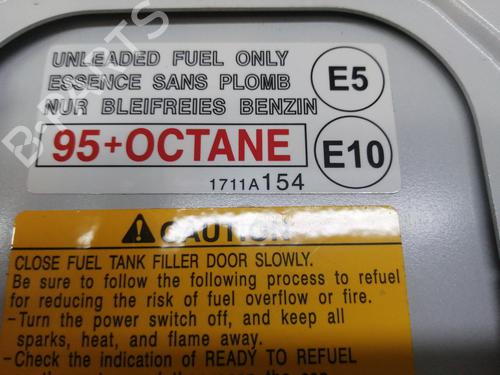 UNLEADED FUEL ONLY
ESSENCE SANS PLOMB
NUR BLEIFREIES BENZIN
95+OCTANE
E5
E10
1711A154
CAUTION
CLOSE FUEL TANK FILLER DOOR SLOWLY.
Be sure to follow the following process to refuel
for reducing the risk of fuel overflow or fire.
-Turn the power switch off, and keep all
sparks, heat, and flame away.
-Check the indication of READY TO REFUEL